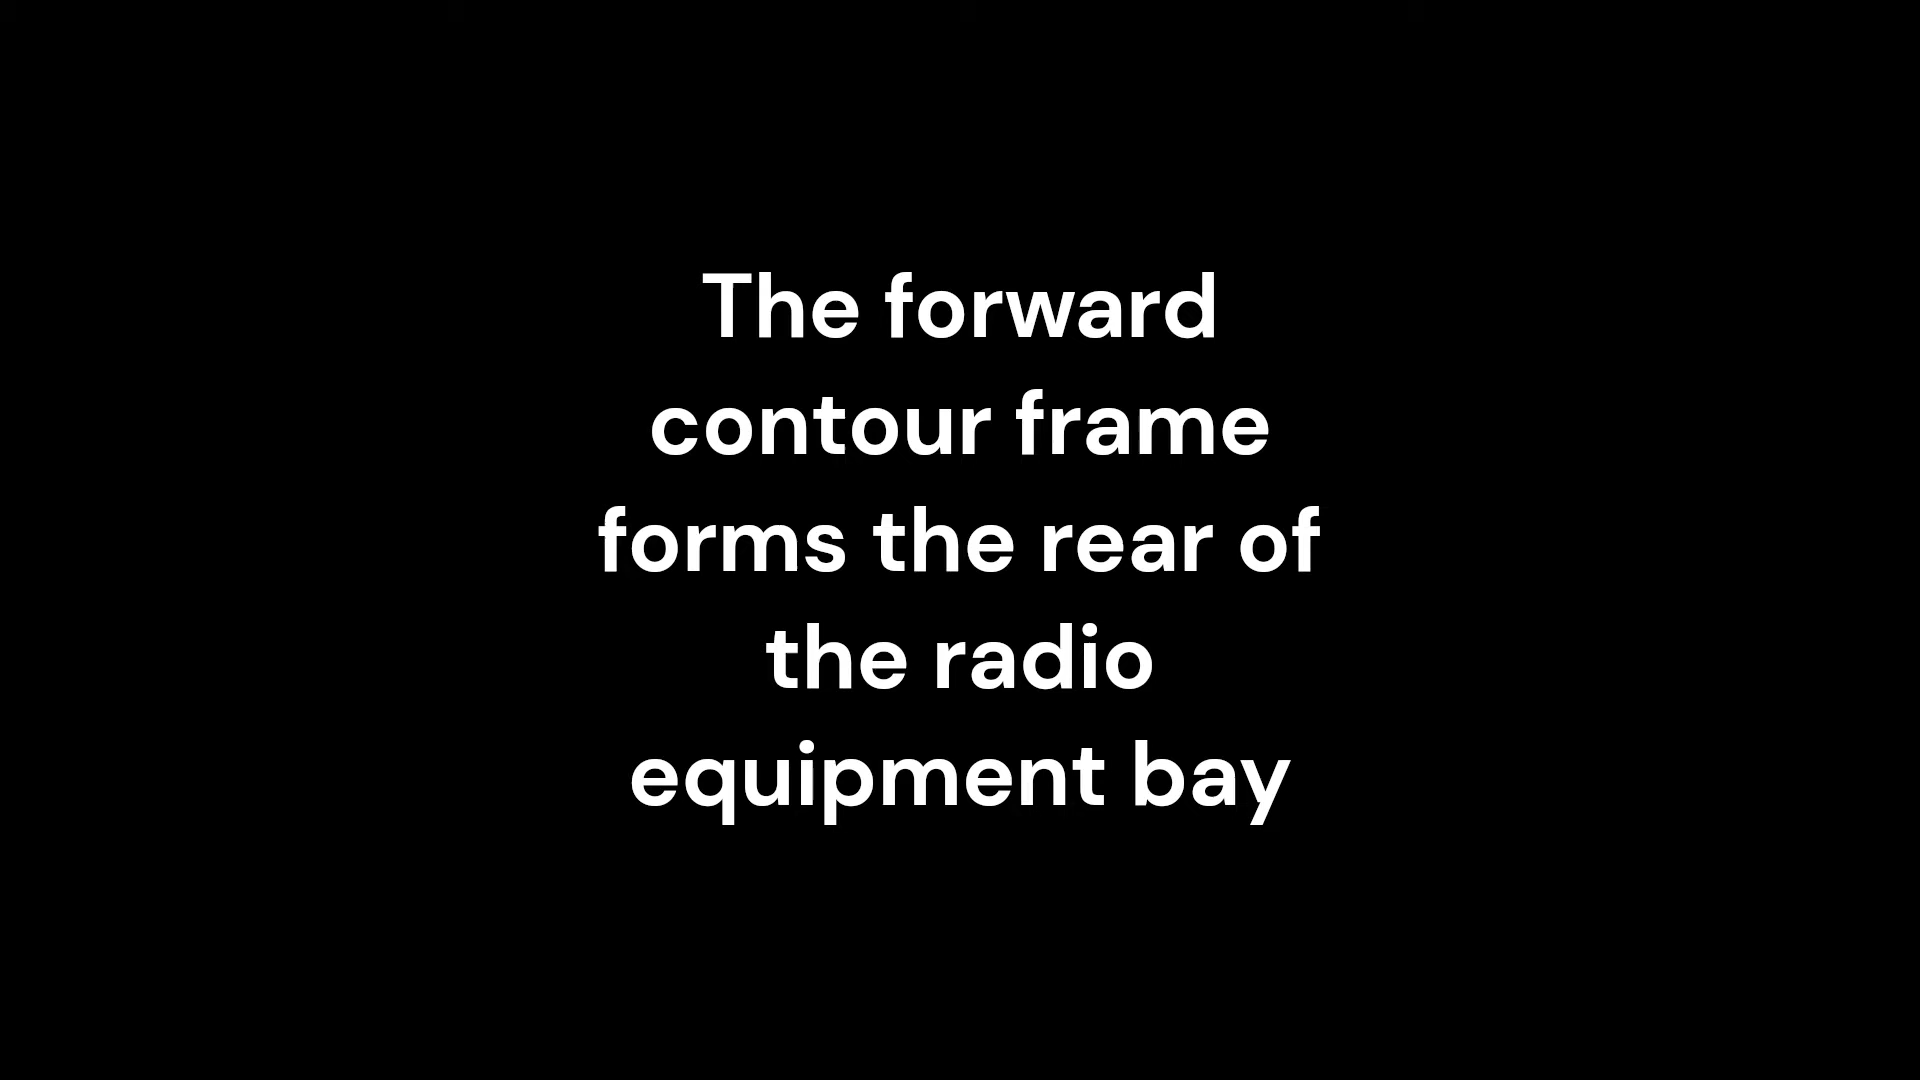 The forward
contour frame
forms the rear of
the radio
equipment bay